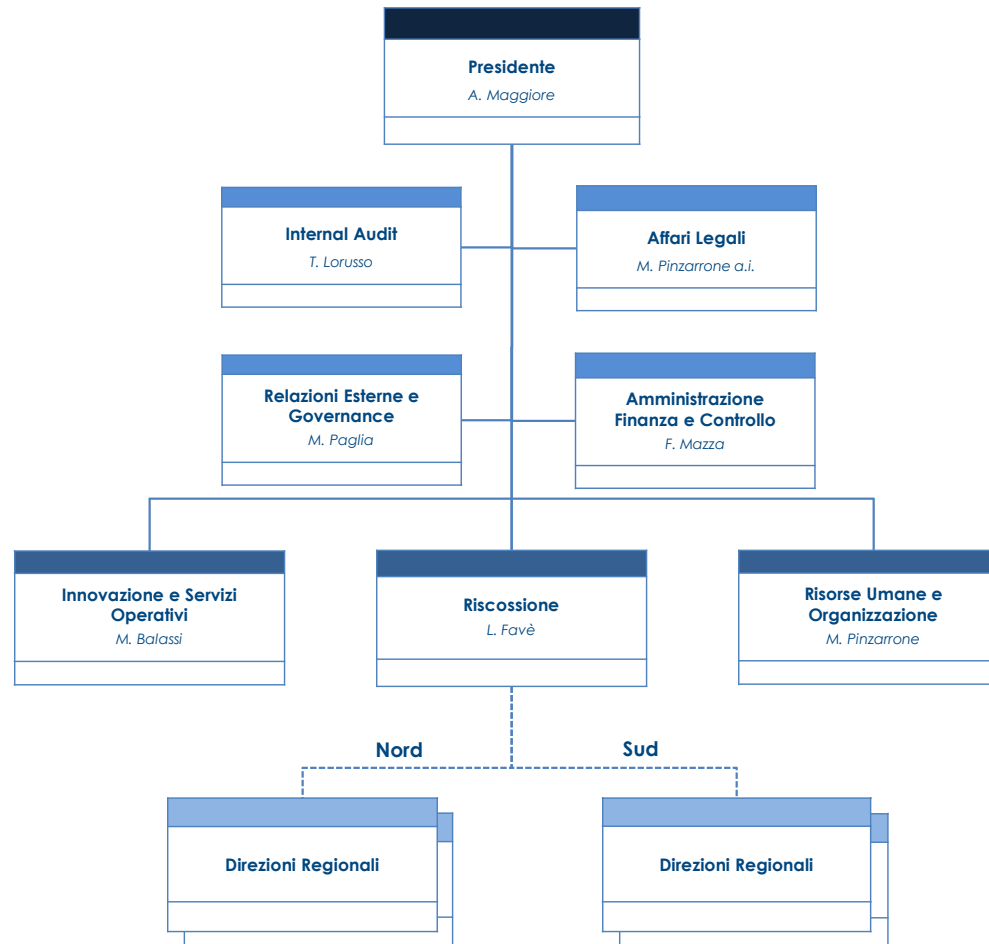 Presidente
A. Maggiore
Internal Audit
T. Lorusso
Affari Legali
M. Pinzarrone a.i.
Relazioni Esterne e
Governance
M. Paglia
Amministrazione
Finanza e Controllo
F. Mazza
Innovazione e Servizi
Operativi
M. Balassi
Riscossione
L. Favè
Risorse Umane e
Organizzazione
M. Pinzarrone
Nord
Sud
Direzioni Regionali
Direzioni Regionali